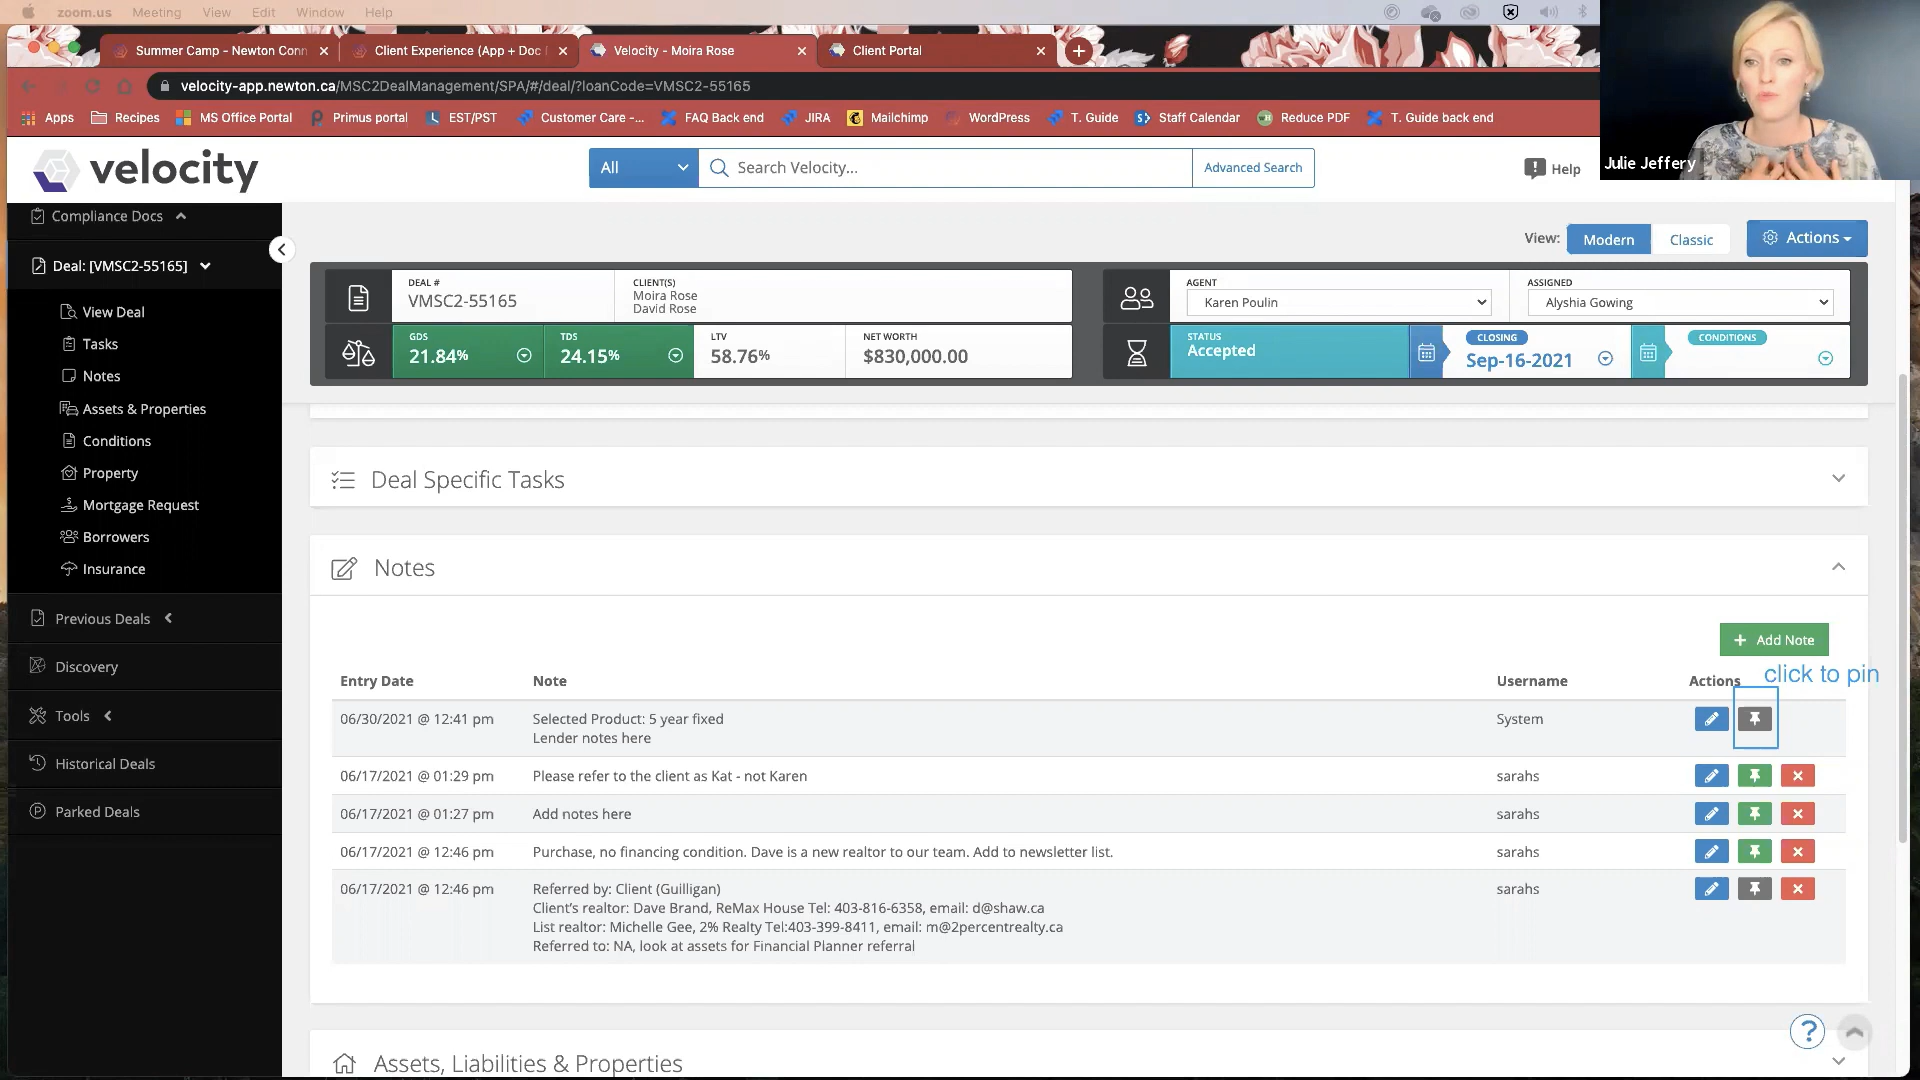 zoom.us Meeting View Edit Window Help
Summer Camp - Newton Conn
Client Experience (App + Doc
Velocity - Moira Rose
Client Portal
velocity-app.newton.ca/MSC2DealManagement/SPA/#/deal/?loanCode=VMSC2-55165
Apps Recipes MS Office Portal Primus portal EST/PST Customer Care -... FAQ Back end JIRA Mailchimp WordPress T. Guide Staff Calendar Reduce PDF T. Guide back end
Julie Jeffery
velocity
All
Search Velocity...
Advanced Search
Help
Compliance Docs
Deal: [VMSC2-55165]
View Deal
Tasks
Notes
Assets & Properties
Conditions
Property
Mortgage Request
Borrowers
Insurance
Previous Deals
Discovery
Tools
Historical Deals
Parked Deals
View: Modern Classic
Actions
DEAL #
VMSC2-55165
CLIENT(S)
Moira Rose
David Rose
AGENT
Karen Poulin
ASSIGNED
Alyshia Gowing
GDS
21.84%
TDS
24.15%
LTV
58.76%
NET WORTH
$830,000.00
STATUS
Accepted
CLOSING
Sep-16-2021
CONDITIONS
Deal Specific Tasks
Notes
+ Add Note
click to pin
Entry Date Note Username Actions
06/30/2021 @ 12:41 pm Selected Product: 5 year fixed System
Lender notes here
06/17/2021 @ 01:29 pm Please refer to the client as Kat - not Karen sarahs
06/17/2021 @ 01:27 pm Add notes here sarahs
06/17/2021 @ 12:46 pm Purchase, no financing condition. Dave is a new realtor to our team. Add to newsletter list. sarahs
06/17/2021 @ 12:46 pm Referred by: Client (Guilligan) sarahs
Client's realtor: Dave Brand, ReMax House Tel: 403-816-6358, email: d@shaw.ca
List realtor: Michelle Gee, 2% Realty Tel:403-399-8411, email: m@2percentrealty.ca
Referred to: NA, look at assets for Financial Planner referral
Assets, Liabilities & Properties